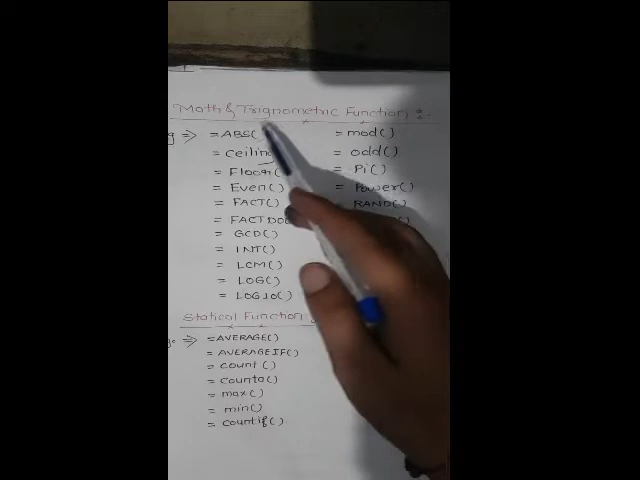 Math & Trignometric Function :-
= ABS( = mod()
= Ceiling = odd()
= Floor( = Pi()
= Even() = Power()
= FACT() = RAND()
= FACTDO
= GCD()
= INT()
= LCM()
= LOG()
= LOG10()
Statical Function
⇒ =AVERAGE()
= AVERAGEIF()
= count()
= counta()
= max()
= min()
= countif()